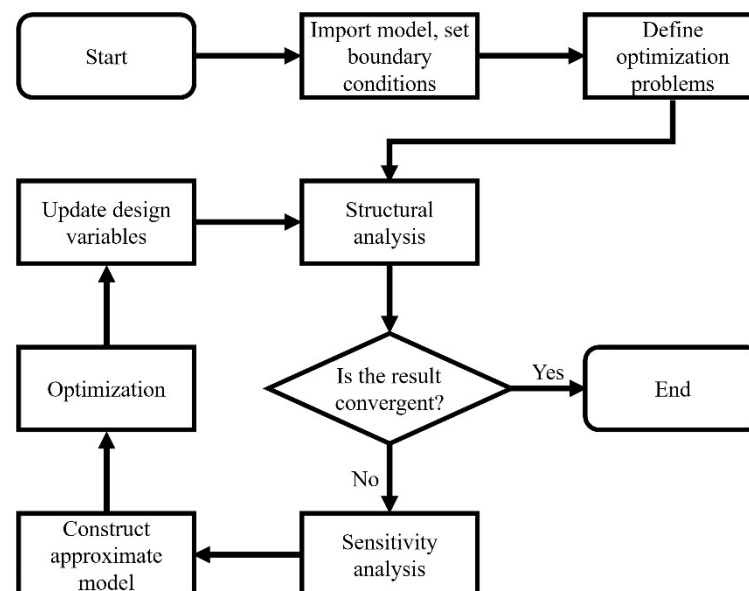 Start
Import model, set
boundary
conditions
Define
optimization
problems
Update design
variables
Structural
analysis
Optimization
Is the result
convergent?
Yes
End
No
Construct
approximate
model
Sensitivity
analysis